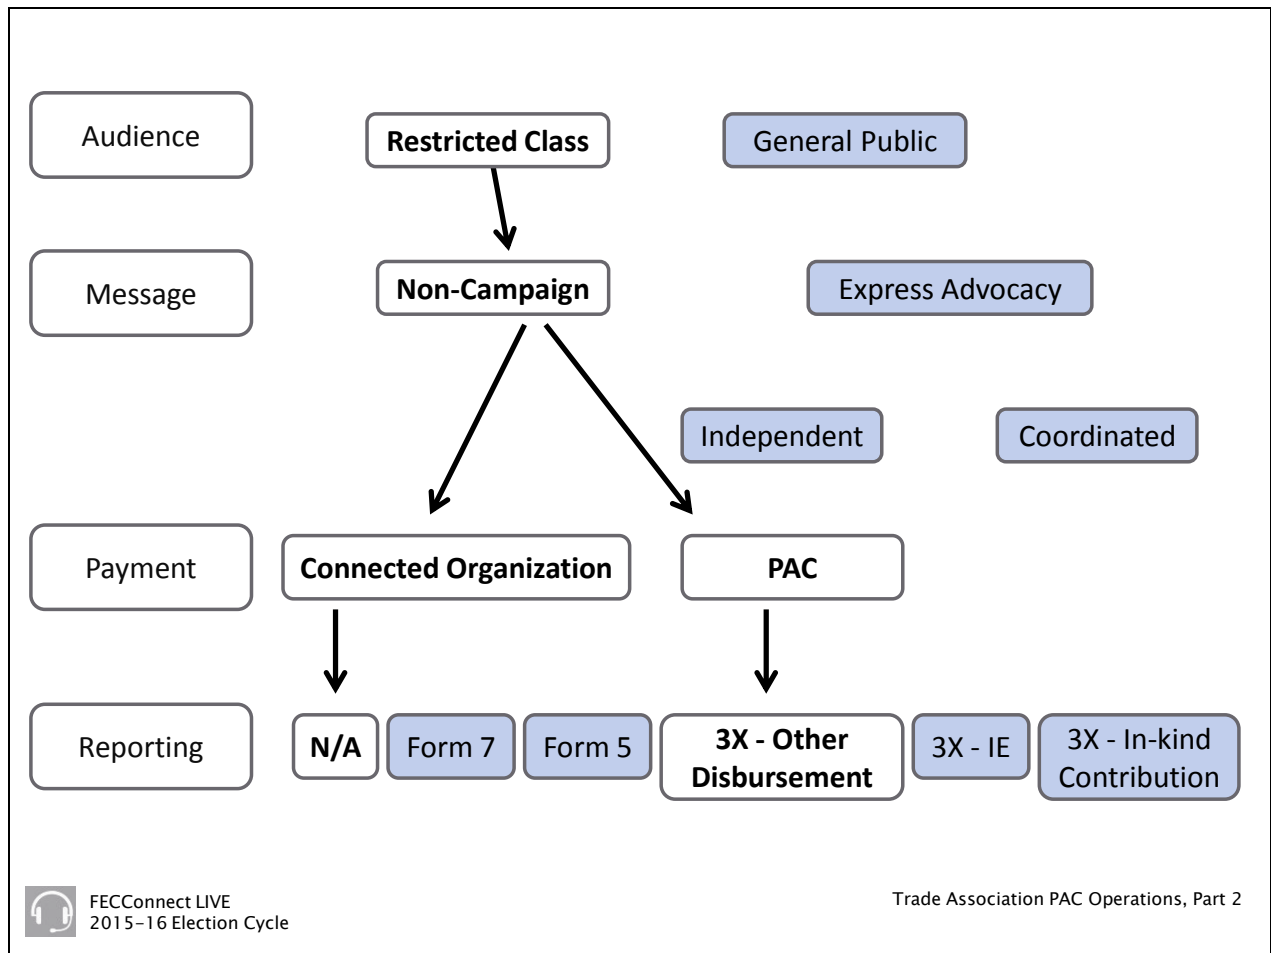 Audience
Restricted Class
General Public
Message
Non-Campaign
Express Advocacy
Independent
Coordinated
Payment
Connected Organization
PAC
Reporting
N/A
Form 7
Form 5
3X - Other
Disbursement
3X - IE
3X - In-kind
Contribution
FECConnect LIVE
2015-16 Election Cycle
Trade Association PAC Operations, Part 2